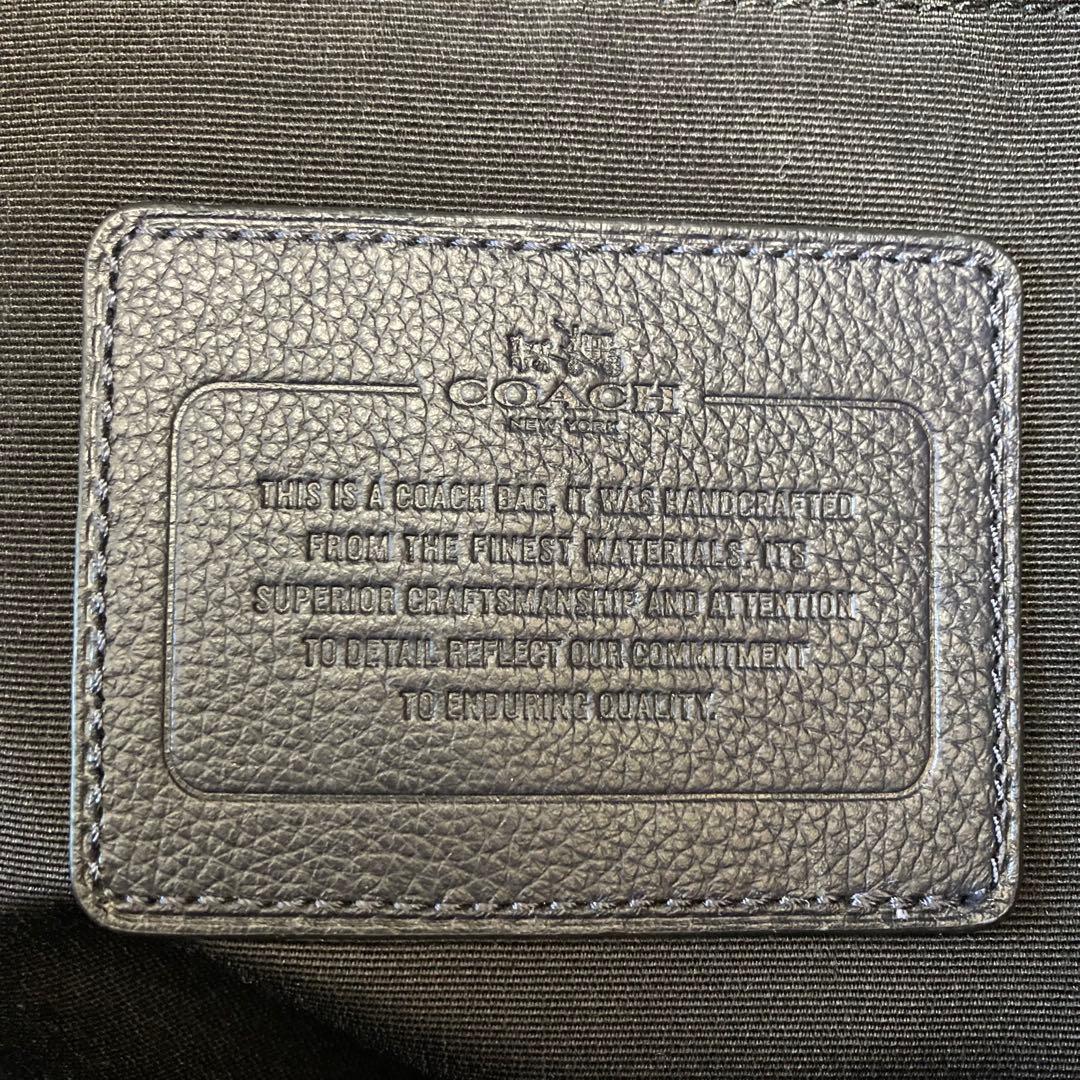 COACH
NEW YORK
THIS IS A COACH BAG. IT WAS HANDCRAFTED
FROM THE FINEST MATERIALS. ITS
SUPERIOR CRAFTSMANSHIP AND ATTENTION
TO DETAIL REFLECT OUR COMMITMENT
TO ENDURING QUALITY.